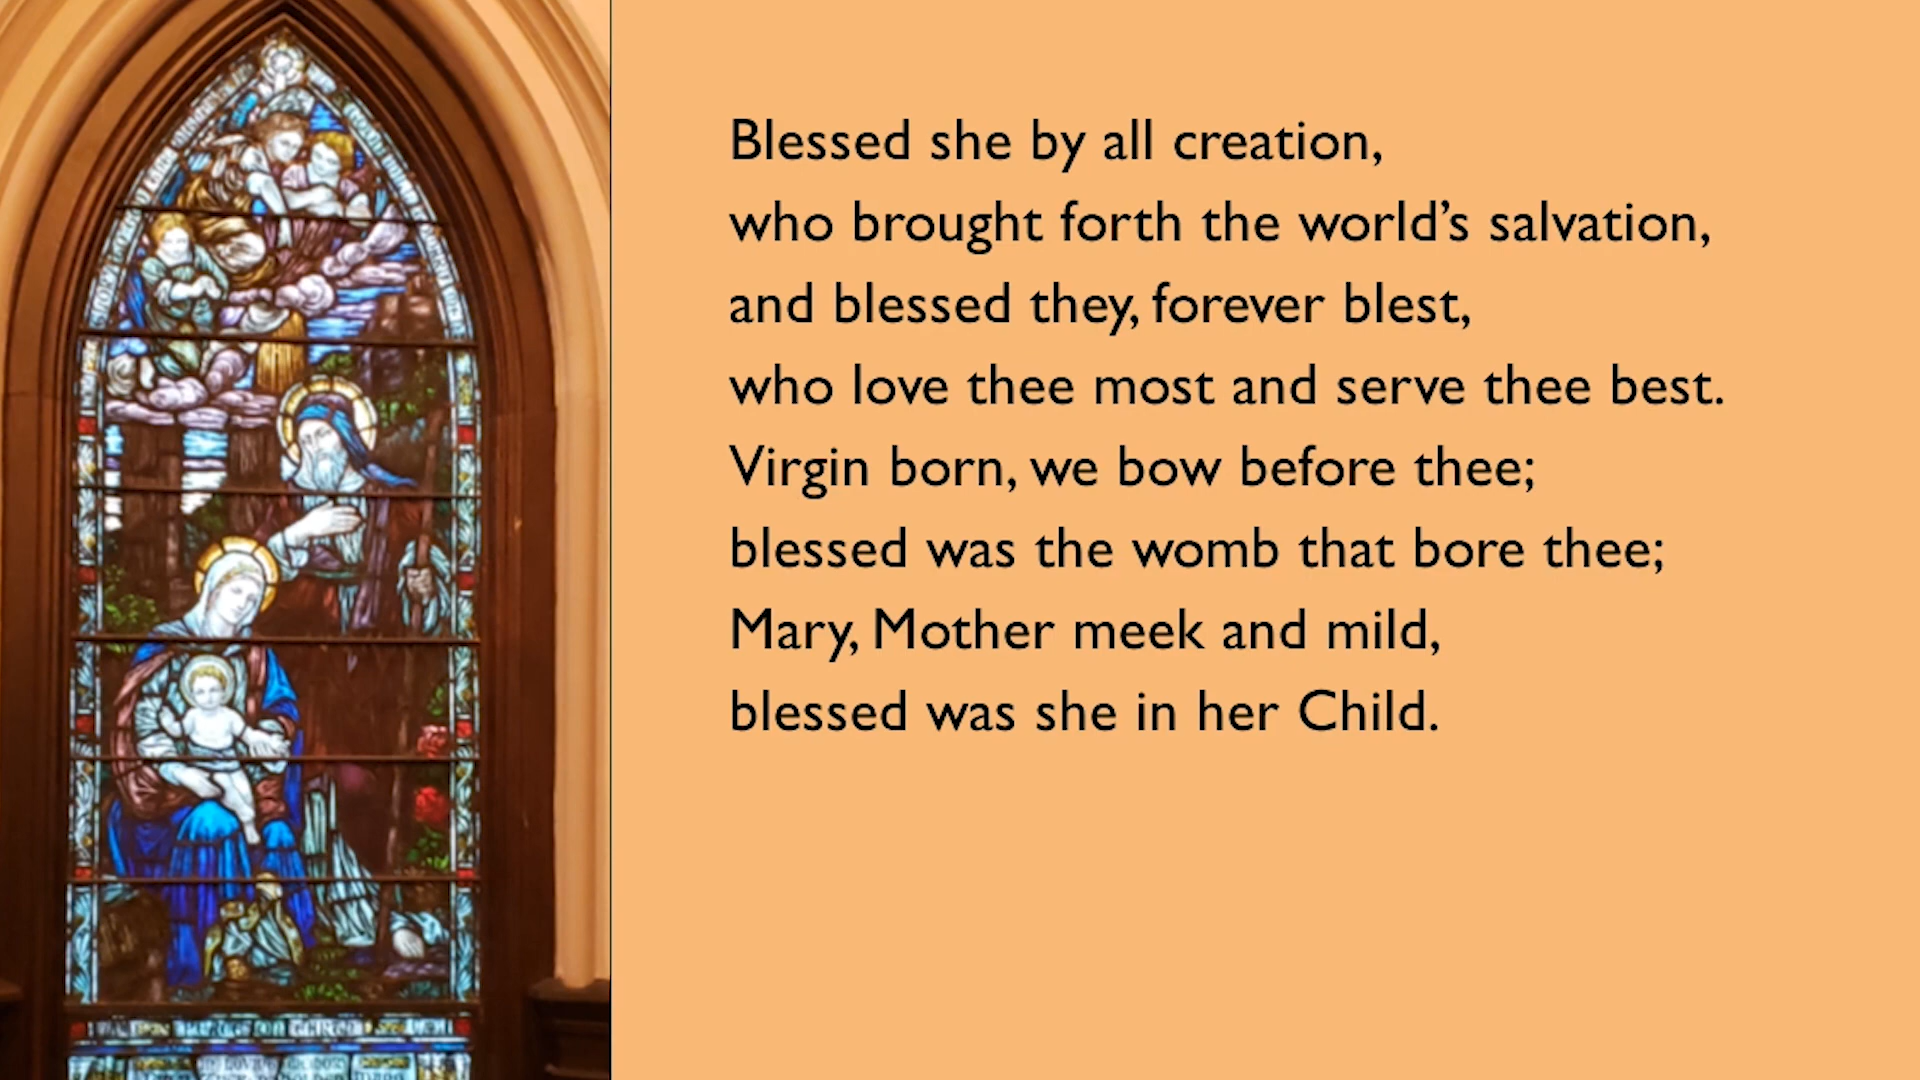 Blessed she by all creation,
who brought forth the world’s salvation,
and blessed they, forever blest,
who love thee most and serve thee best.
Virgin born, we bow before thee;
blessed was the womb that bore thee;
Mary, Mother meek and mild,
blessed was she in her Child.